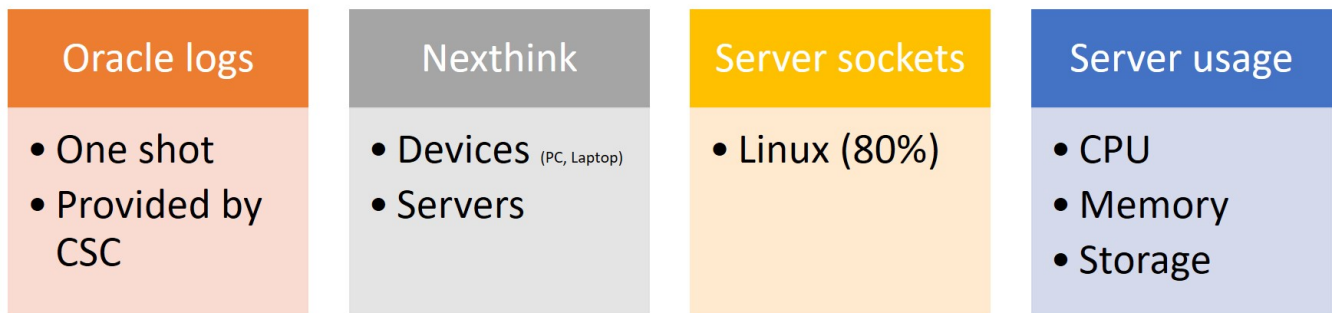 Oracle logs
• One shot
• Provided by
CSC
Nexthink
• Devices (PC, Laptop)
• Servers
Server sockets
• Linux (80%)
Server usage
• CPU
• Memory
• Storage